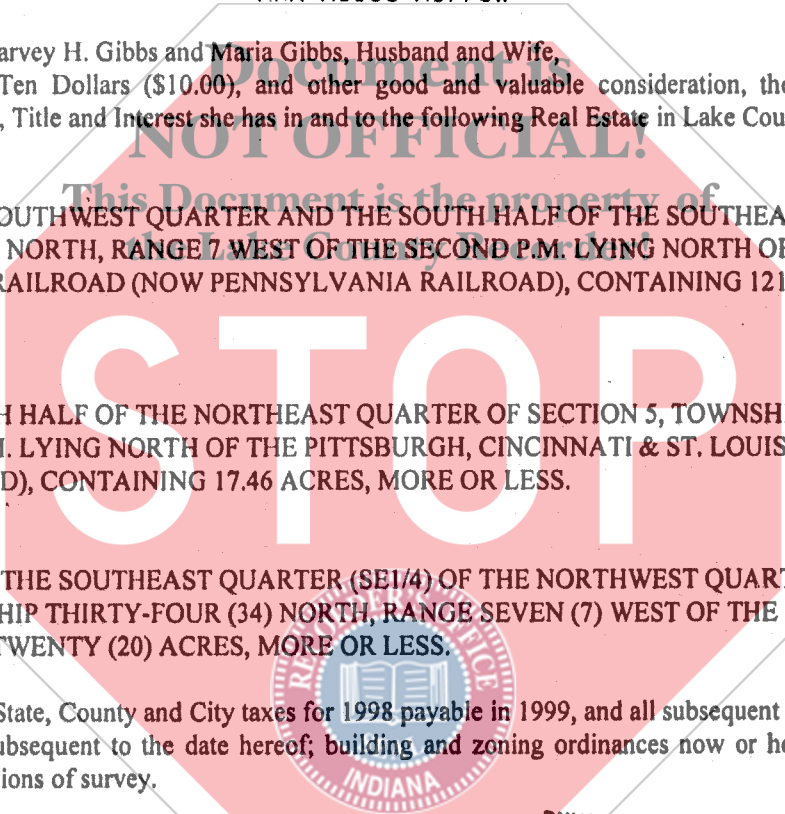 arvey H. Gibbs and Maria Gibbs, Husband and Wife,
Document is
Ten Dollars ($10.00), and other good and valuable consideration, the
, Title and Interest she has in and to the following Real Estate in Lake Cou
NOT OFFICIAL!
This Document is the property of
OUTHWEST QUARTER AND THE SOUTH HALF OF THE SOUTHEA
the Lake County Recorder!
NORTH, RANGE 7 WEST OF THE SECOND P.M. LYING NORTH OF
RAILROAD (NOW PENNSYLVANIA RAILROAD), CONTAINING 121
STOP
H HALF OF THE NORTHEAST QUARTER OF SECTION 5, TOWNSHI
. LYING NORTH OF THE PITTSBURGH, CINCINNATI & ST. LOUIS
D), CONTAINING 17.46 ACRES, MORE OR LESS.
THE SOUTHEAST QUARTER (SE1/4) OF THE NORTHWEST QUART
HIP THIRTY-FOUR (34) NORTH, RANGE SEVEN (7) WEST OF THE
TWENTY (20) ACRES, MORE OR LESS.
RECORDER'S OFFICE
State, County and City taxes for 1998 payable in 1999, and all subsequent
ubsequent to the date hereof; building and zoning ordinances now or he
ions of survey.
INDIANA